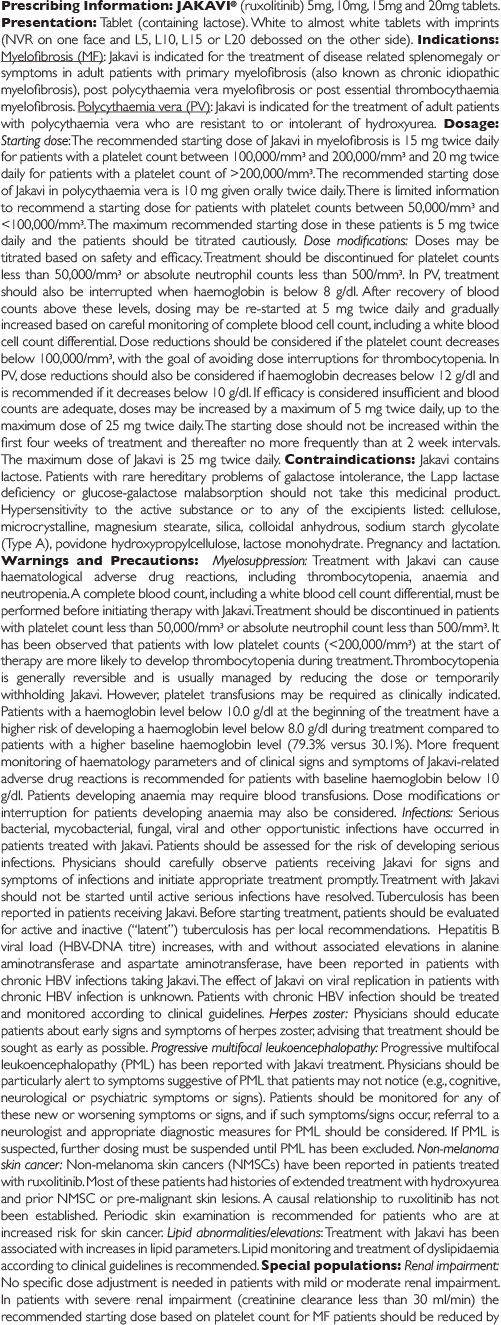 Prescribing Information: JAKAVI® (ruxolitinib) 5mg, 10mg, 15mg and 20mg tablets.
Presentation: Tablet (containing lactose). White to almost white tablets with imprints
(NVR on one face and L5, L10, L15 or L20 debossed on the other side). Indications:
Myelofibrosis (MF): Jakavi is indicated for the treatment of disease related splenomegaly or
symptoms in adult patients with primary myelofibrosis (also known as chronic idiopathic
myelofibrosis), post polycythaemia vera myelofibrosis or post essential thrombocythaemia
myelofibrosis. Polycythaemia vera (PV): Jakavi is indicated for the treatment of adult patients
with polycythaemia vera who are resistant to or intolerant of hydroxyurea. Dosage:
Starting dose: The recommended starting dose of Jakavi in myelofibrosis is 15 mg twice daily
for patients with a platelet count between 100,000/mm³ and 200,000/mm³ and 20 mg twice
daily for patients with a platelet count of >200,000/mm³. The recommended starting dose
of Jakavi in polycythaemia vera is 10 mg given orally twice daily. There is limited information
to recommend a starting dose for patients with platelet counts between 50,000/mm³ and
<100,000/mm³. The maximum recommended starting dose in these patients is 5 mg twice
daily and the patients should be titrated cautiously. Dose modifications: Doses may be
titrated based on safety and efficacy. Treatment should be discontinued for platelet counts
less than 50,000/mm³ or absolute neutrophil counts less than 500/mm³. In PV, treatment
should also be interrupted when haemoglobin is below 8 g/dl. After recovery of blood
counts above these levels, dosing may be re-started at 5 mg twice daily and gradually
increased based on careful monitoring of complete blood cell count, including a white blood
cell count differential. Dose reductions should be considered if the platelet count decreases
below 100,000/mm³, with the goal of avoiding dose interruptions for thrombocytopenia. In
PV, dose reductions should also be considered if haemoglobin decreases below 12 g/dl and
is recommended if it decreases below 10 g/dl. If efficacy is considered insufficient and blood
counts are adequate, doses may be increased by a maximum of 5 mg twice daily, up to the
maximum dose of 25 mg twice daily. The starting dose should not be increased within the
first four weeks of treatment and thereafter no more frequently than at 2 week intervals.
The maximum dose of Jakavi is 25 mg twice daily. Contraindications: Jakavi contains
lactose. Patients with rare hereditary problems of galactose intolerance, the Lapp lactase
deficiency or glucose-galactose malabsorption should not take this medicinal product.
Hypersensitivity to the active substance or to any of the excipients listed: cellulose,
microcrystalline, magnesium stearate, silica, colloidal anhydrous, sodium starch glycolate
(Type A), povidone hydroxypropylcellulose, lactose monohydrate. Pregnancy and lactation.
Warnings and Precautions: Myelosuppression: Treatment with Jakavi can cause
haematological adverse drug reactions, including thrombocytopenia, anaemia and
neutropenia. A complete blood count, including a white blood cell count differential, must be
performed before initiating therapy with Jakavi. Treatment should be discontinued in patients
with platelet count less than 50,000/mm³ or absolute neutrophil count less than 500/mm³. It
has been observed that patients with low platelet counts (<200,000/mm³) at the start of
therapy are more likely to develop thrombocytopenia during treatment. Thrombocytopenia
is generally reversible and is usually managed by reducing the dose or temporarily
withholding Jakavi. However, platelet transfusions may be required as clinically indicated.
Patients with a haemoglobin level below 10.0 g/dl at the beginning of the treatment have a
higher risk of developing a haemoglobin level below 8.0 g/dl during treatment compared to
patients with a higher baseline haemoglobin level (79.3% versus 30.1%). More frequent
monitoring of haematology parameters and of clinical signs and symptoms of Jakavi-related
adverse drug reactions is recommended for patients with baseline haemoglobin below 10
g/dl. Patients developing anaemia may require blood transfusions. Dose modifications or
interruption for patients developing anaemia may also be considered. Infections: Serious
bacterial, mycobacterial, fungal, viral and other opportunistic infections have occurred in
patients treated with Jakavi. Patients should be assessed for the risk of developing serious
infections. Physicians should carefully observe patients receiving Jakavi for signs and
symptoms of infections and initiate appropriate treatment promptly. Treatment with Jakavi
should not be started until active serious infections have resolved. Tuberculosis has been
reported in patients receiving Jakavi. Before starting treatment, patients should be evaluated
for active and inactive (“latent”) tuberculosis has per local recommendations. Hepatitis B
viral load (HBV-DNA titre) increases, with and without associated elevations in alanine
aminotransferase and aspartate aminotransferase, have been reported in patients with
chronic HBV infections taking Jakavi. The effect of Jakavi on viral replication in patients with
chronic HBV infection is unknown. Patients with chronic HBV infection should be treated
and monitored according to clinical guidelines. Herpes zoster: Physicians should educate
patients about early signs and symptoms of herpes zoster, advising that treatment should be
sought as early as possible. Progressive multifocal leukoencephalopathy: Progressive multifocal
leukoencephalopathy (PML) has been reported with Jakavi treatment. Physicians should be
particularly alert to symptoms suggestive of PML that patients may not notice (e.g., cognitive,
neurological or psychiatric symptoms or signs). Patients should be monitored for any of
these new or worsening symptoms or signs, and if such symptoms/signs occur, referral to a
neurologist and appropriate diagnostic measures for PML should be considered. If PML is
suspected, further dosing must be suspended until PML has been excluded. Non-melanoma
skin cancer: Non-melanoma skin cancers (NMSCs) have been reported in patients treated
with ruxolitinib. Most of these patients had histories of extended treatment with hydroxyurea
and prior NMSC or pre-malignant skin lesions. A causal relationship to ruxolitinib has not
been established. Periodic skin examination is recommended for patients who are at
increased risk for skin cancer. Lipid abnormalities/elevations: Treatment with Jakavi has been
associated with increases in lipid parameters. Lipid monitoring and treatment of dyslipidaemia
according to clinical guidelines is recommended. Special populations: Renal impairment:
No specific dose adjustment is needed in patients with mild or moderate renal impairment.
In patients with severe renal impairment (creatinine clearance less than 30 ml/min) the
recommended starting dose based on platelet count for MF patients should be reduced by